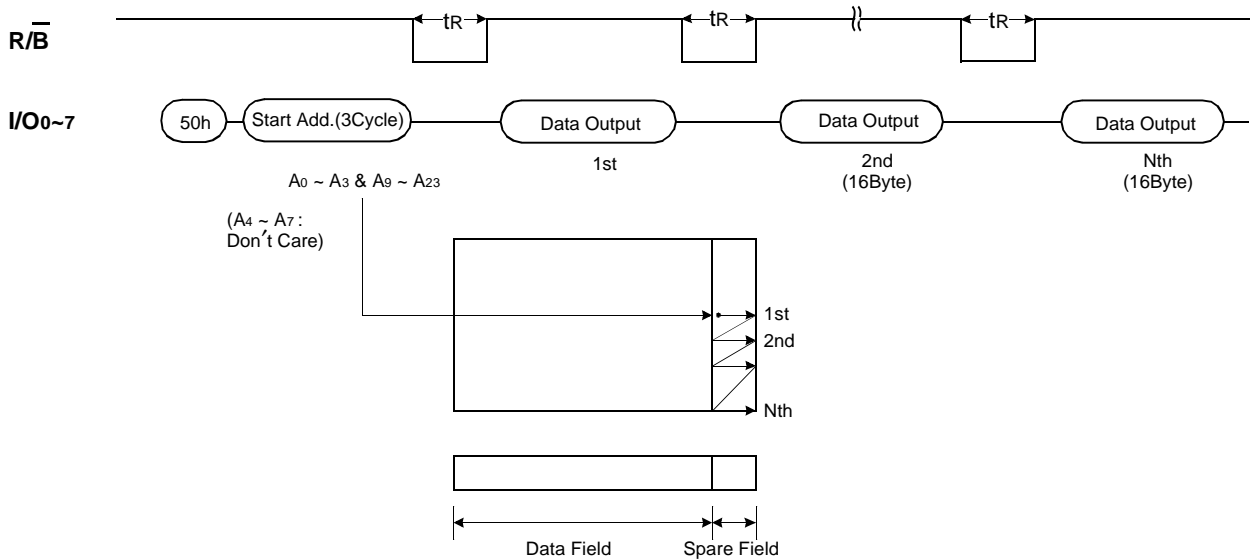 R/B
tR
tR
tR
I/O0~7
50h
Start Add.(3Cycle)
Data Output
Data Output
Data Output
1st
2nd
(16Byte)
Nth
(16Byte)
A0 ~ A3 & A9 ~ A23
(A4 ~ A7 :
Don't Care)
1st
2nd
Nth
Data Field
Spare Field